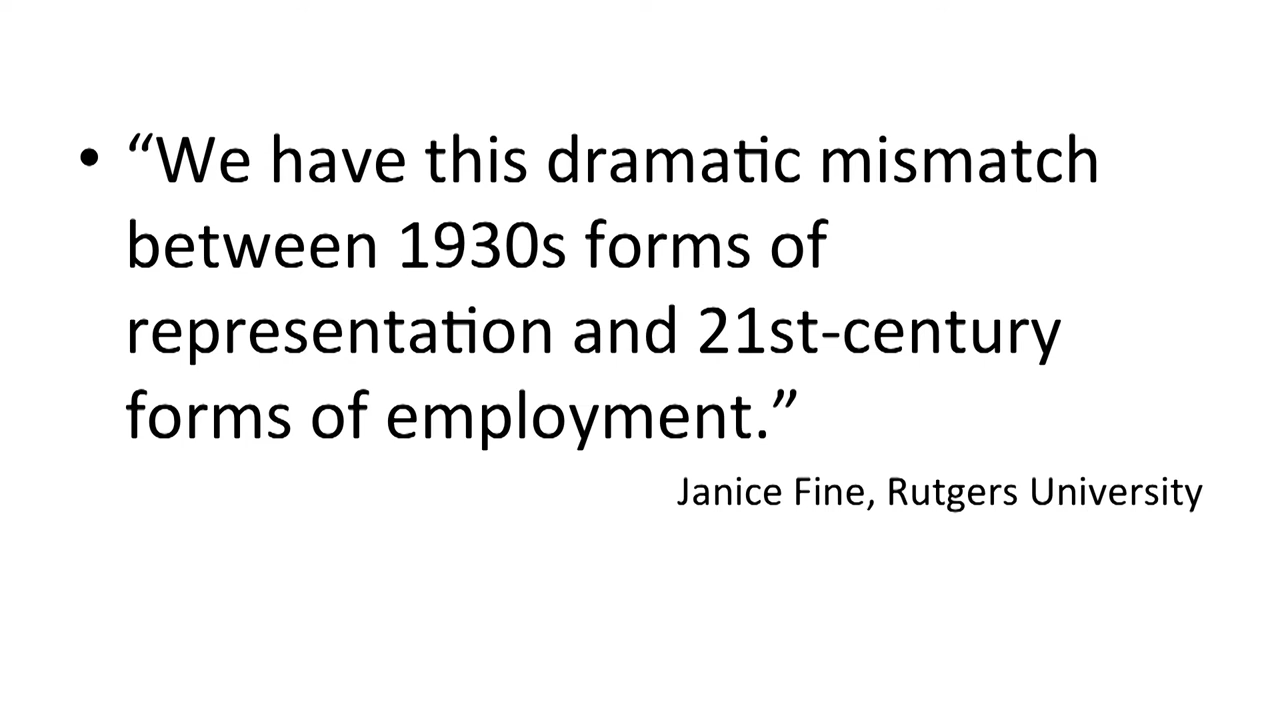 • “We have this dramatic mismatch
between 1930s forms of
representation and 21st-century
forms of employment.”
Janice Fine, Rutgers University